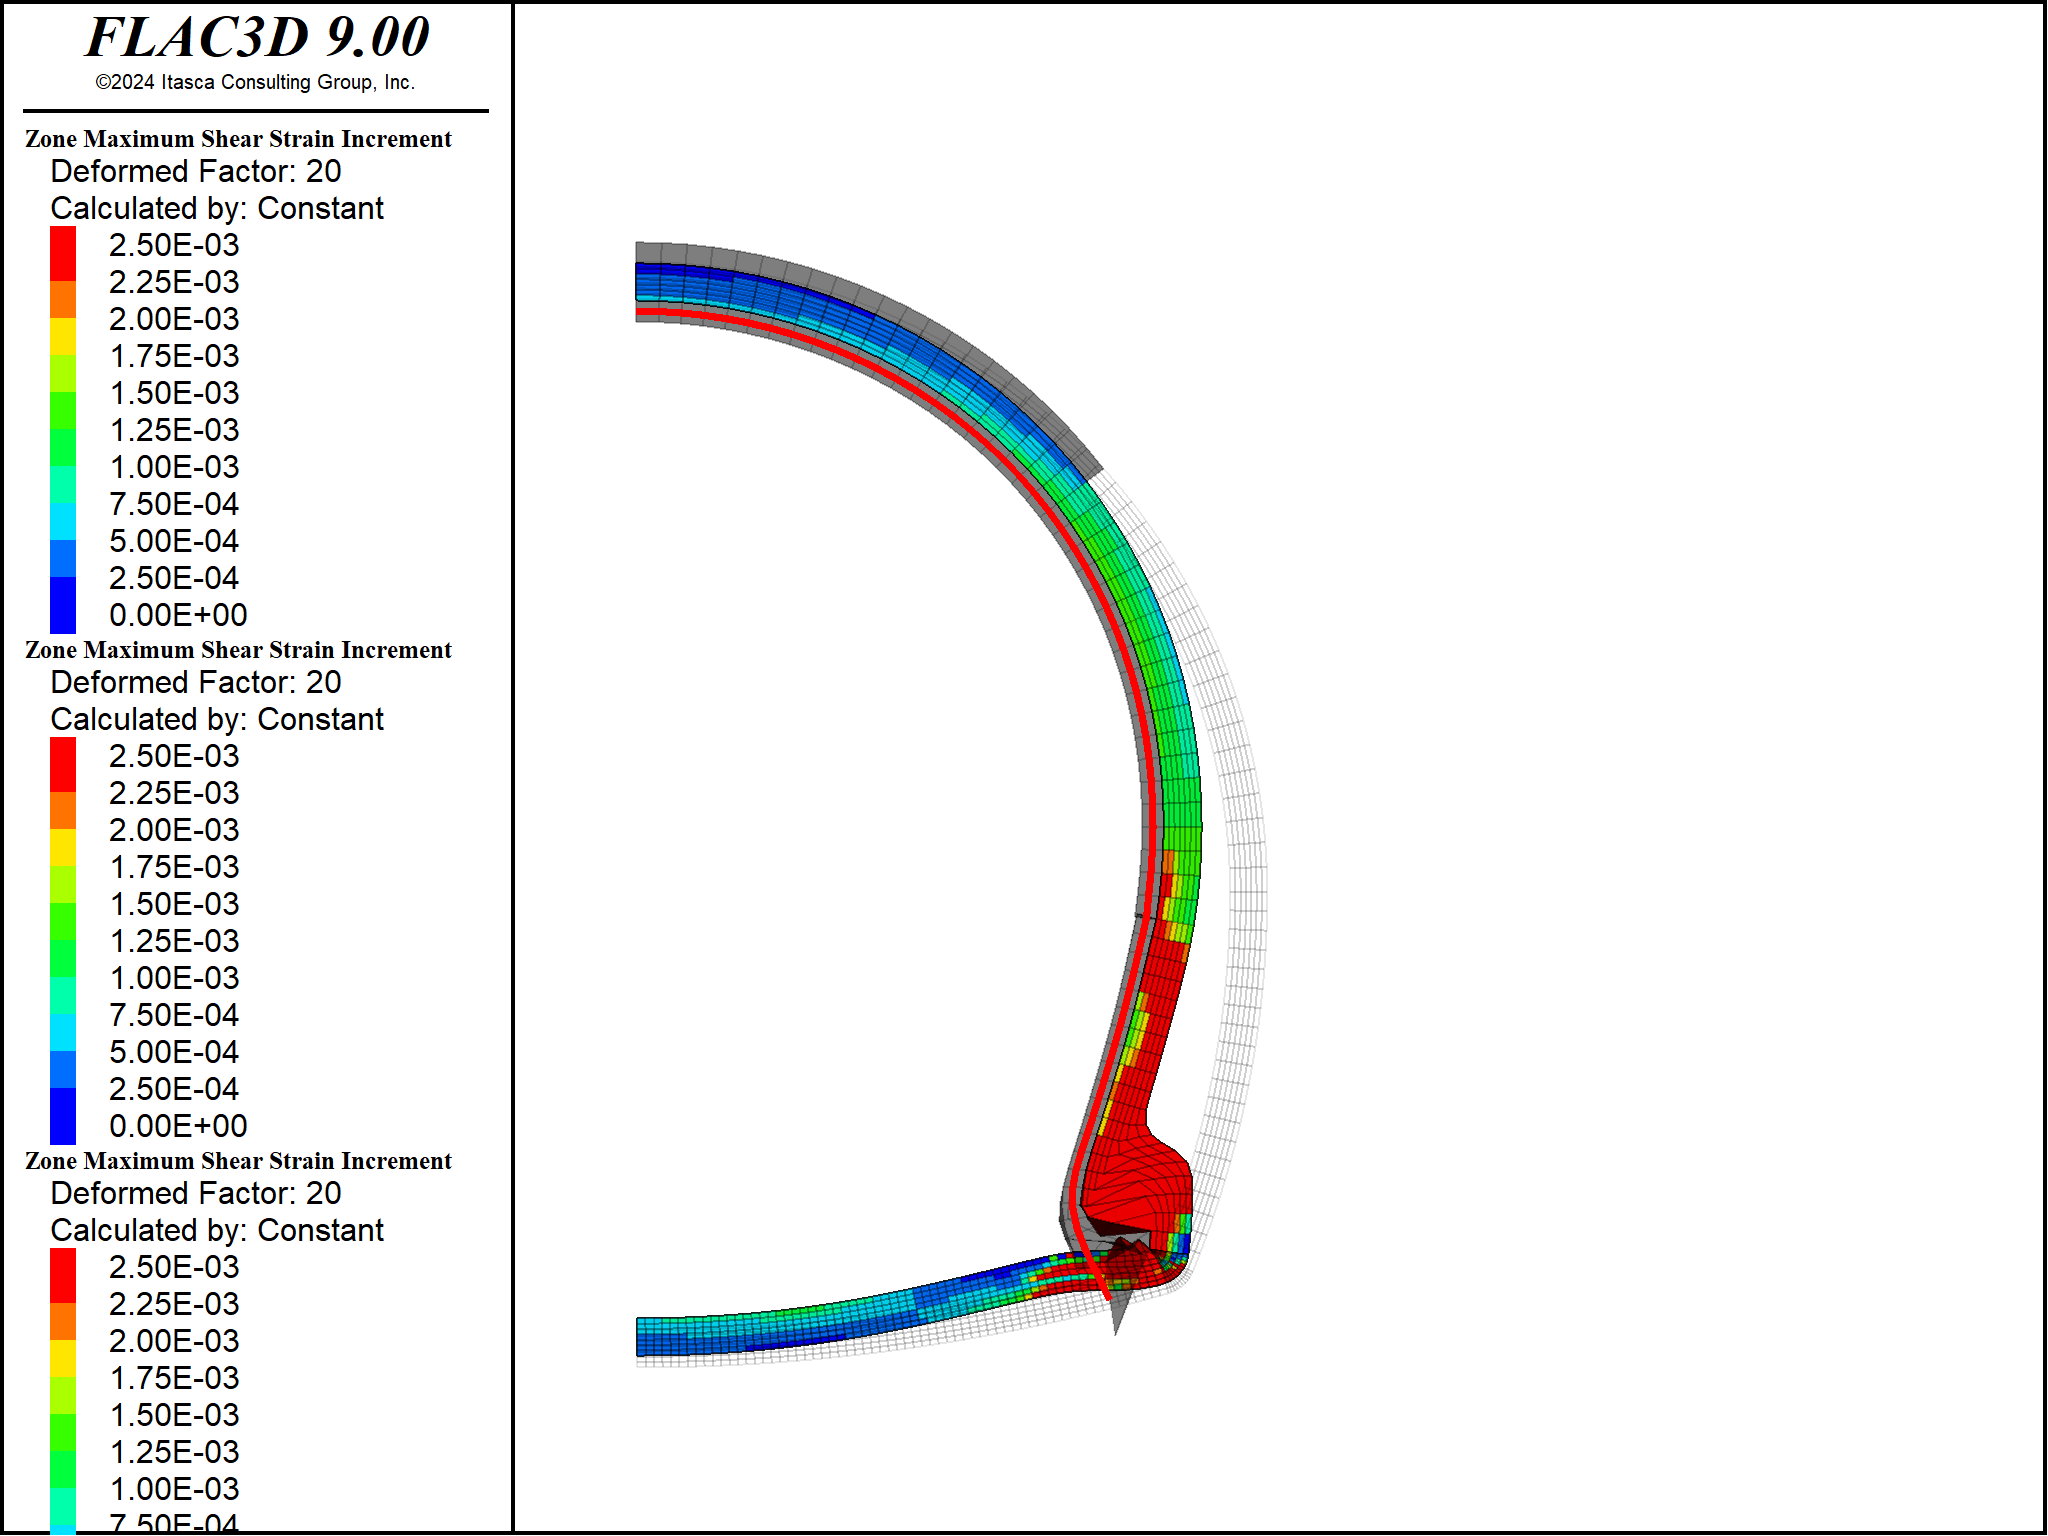 FLAC3D 9.00
©2024 Itasca Consulting Group, Inc.
Zone Maximum Shear Strain Increment
Deformed Factor: 20
Calculated by: Constant
2.50E-03
2.25E-03
2.00E-03
1.75E-03
1.50E-03
1.25E-03
1.00E-03
7.50E-04
5.00E-04
2.50E-04
0.00E+00
Zone Maximum Shear Strain Increment
Deformed Factor: 20
Calculated by: Constant
2.50E-03
2.25E-03
2.00E-03
1.75E-03
1.50E-03
1.25E-03
1.00E-03
7.50E-04
5.00E-04
2.50E-04
0.00E+00
Zone Maximum Shear Strain Increment
Deformed Factor: 20
Calculated by: Constant
2.50E-03
2.25E-03
2.00E-03
1.75E-03
1.50E-03
1.25E-03
1.00E-03
7.50E-04